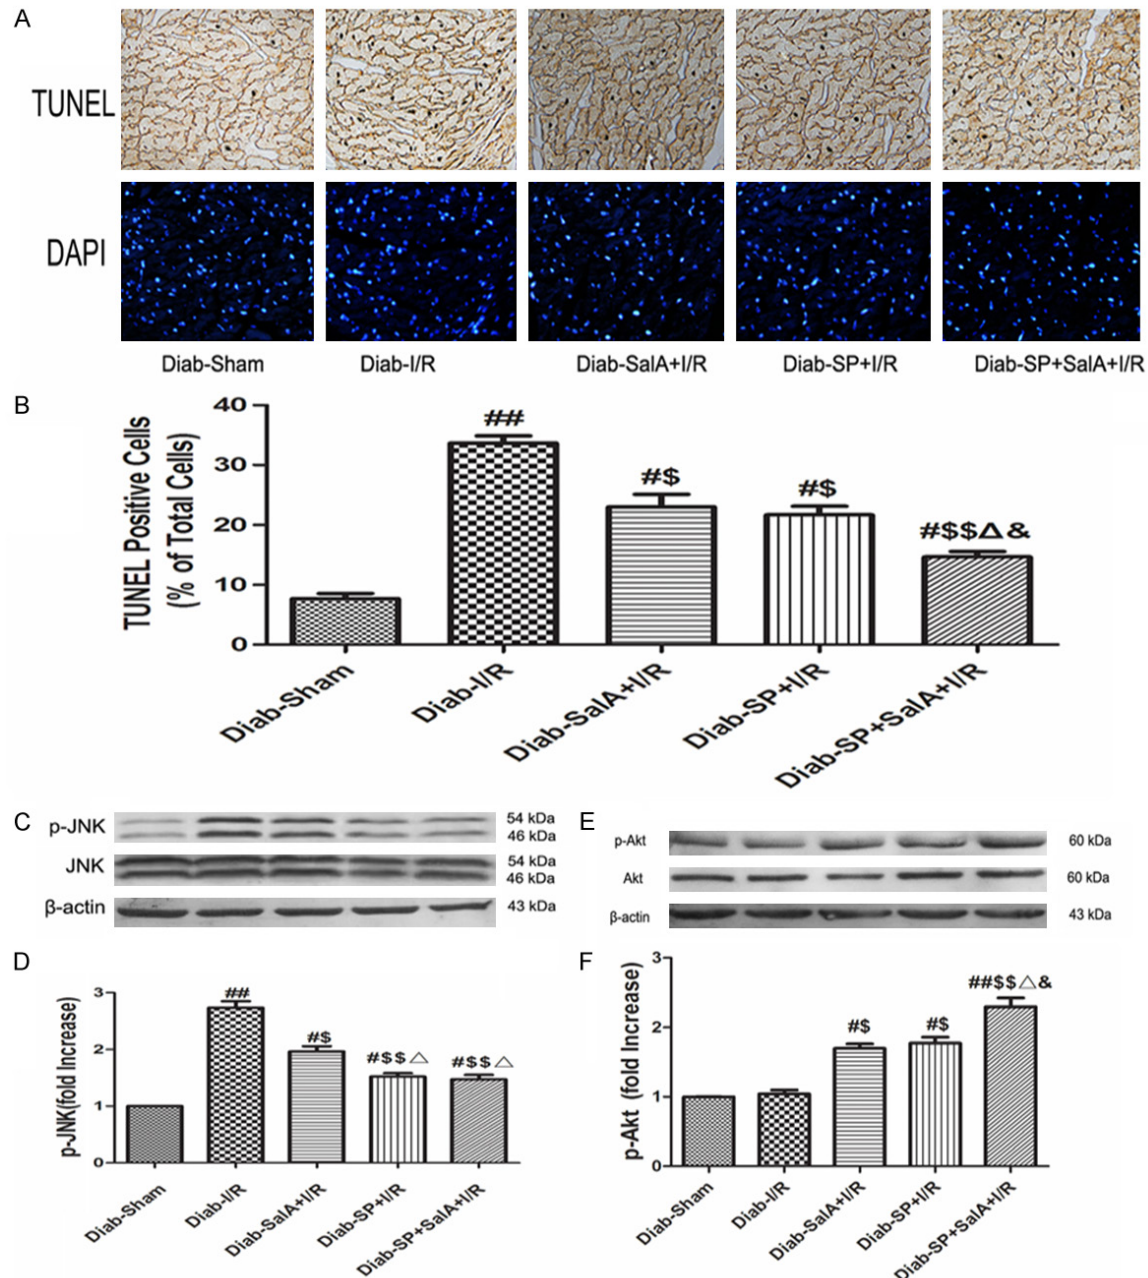 A
TUNEL
DAPI
Diab-Sham Diab-I/R Diab-SalA+I/R Diab-SP+I/R Diab-SP+SalA+I/R
B
TUNEL Positive Cells
(% of Total Cells)
40
30
20
10
0
##
#$
#$
#$$Δ&
Diab-Sham
Diab-I/R
Diab-SalA+I/R
Diab-SP+I/R
Diab-SP+SalA+I/R
C
p-JNK
54 kDa
46 kDa
JNK
54 kDa
46 kDa
β-actin
43 kDa
E
p-Akt
60 kDa
Akt
60 kDa
β-actin
43 kDa
D
p-JNK(fold Increase)
3
2
1
0
##
#$
#$$△
#$$△
Diab-Sham
Diab-I/R
Diab-SalA+I/R
Diab-SP+I/R
Diab-SP+SalA+I/R
F
p-Akt (fold Increase)
3
2
1
0
#$
#$
##$$△&
Diab-Sham
Diab-I/R
Diab-SalA+I/R
Diab-SP+I/R
Diab-SP+SalA+I/R